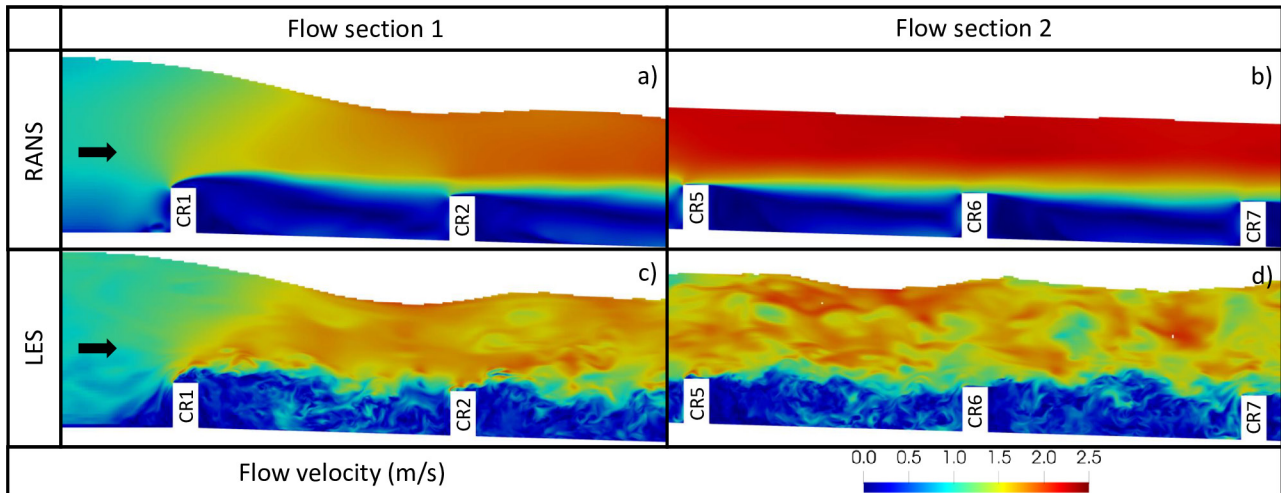 Flow section 1
Flow section 2
RANS
a)
CR1
CR2
b)
CR5
CR6
CR7
LES
c)
CR1
CR2
d)
CR5
CR6
CR7
Flow velocity (m/s)
0.0 0.5 1.0 1.5 2.0 2.5